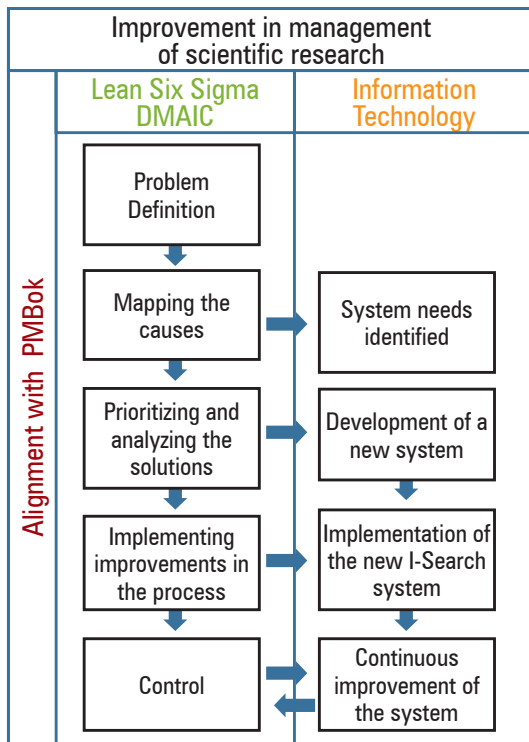 Improvement in management
of scientific research
Lean Six Sigma
DMAIC
Information
Technology
Alignment with PMBok
Problem
Definition
Mapping the
causes
System needs
identified
Prioritizing and
analyzing the
solutions
Development of a
new system
Implementing
improvements in
the process
Implementation of
the new I-Search
system
Control
Continuous
improvement of
the system